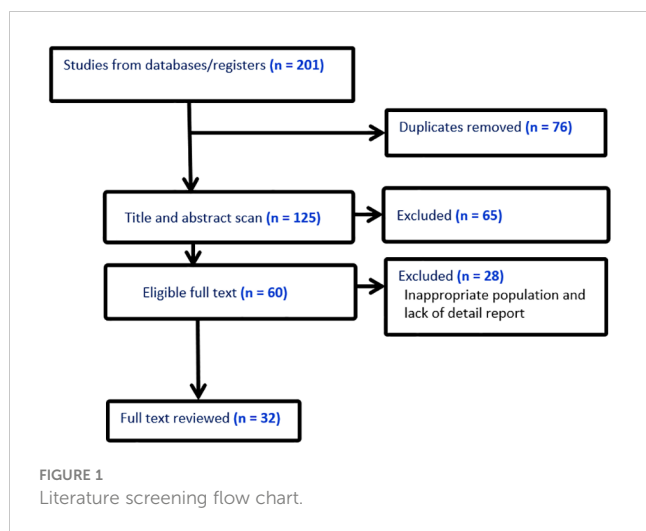 Studies from databases/registers (n = 201)
Duplicates removed (n = 76)
Title and abstract scan (n = 125)
Excluded (n = 65)
Eligible full text (n = 60)
Excluded (n = 28)
Inappropriate population and
lack of detail report
Full text reviewed (n = 32)
FIGURE 1
Literature screening flow chart.